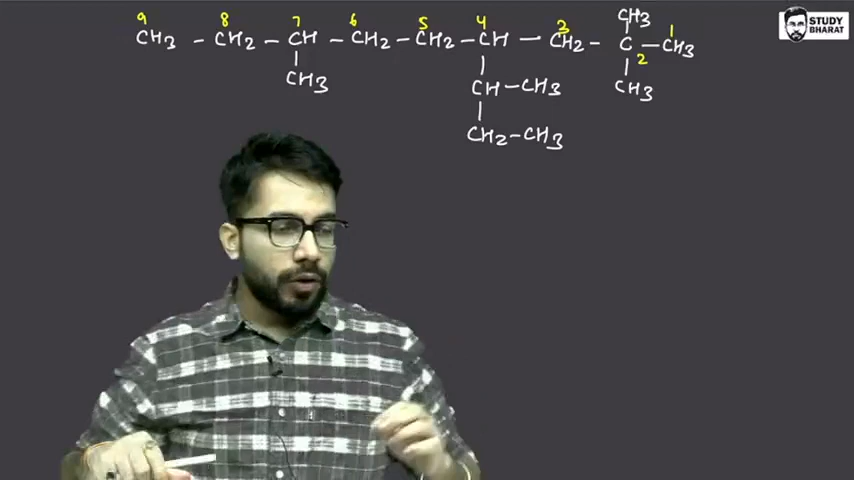 9 8 7 6 5 4 3 CH3 1
CH3 - CH2 - CH - CH2 - CH2 - CH - CH2 - C - CH3
2
CH3 CH3
CH - CH3
CH2 - CH3
STUDY
BHARAT